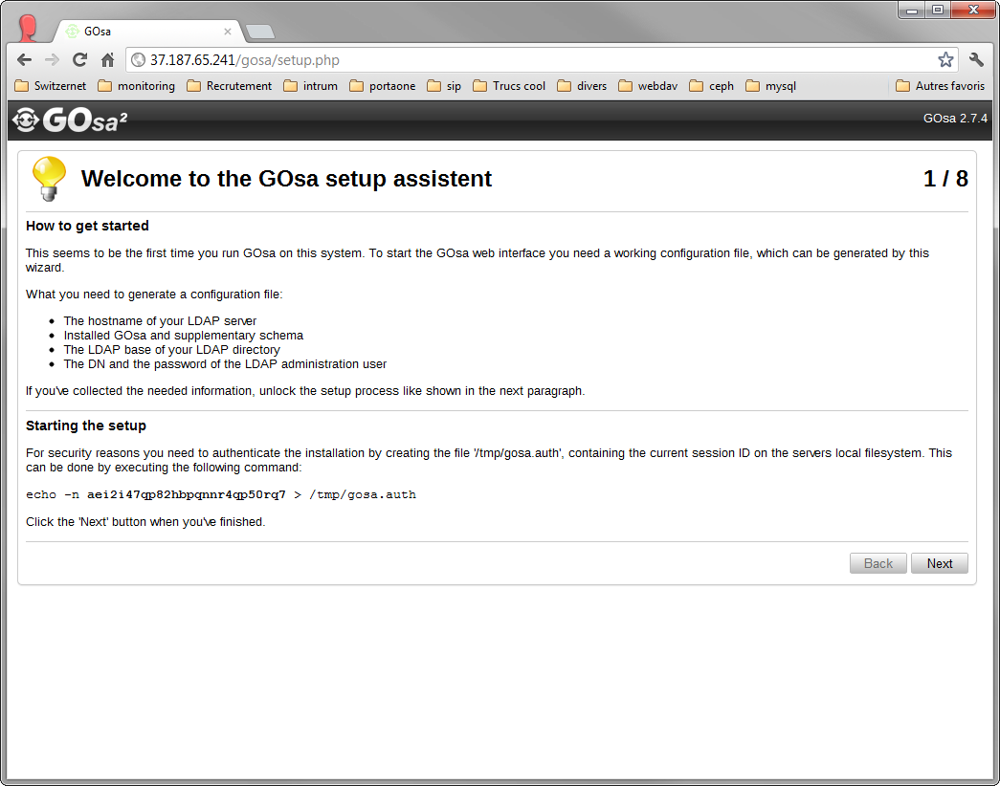 GOsa
37.187.65.241/gosa/setup.php
Switzernet monitoring Recrutement intrum portaone sip Trucs cool divers webdav ceph mysql Autres favoris
GOsa² GOsa 2.7.4
Welcome to the GOsa setup assistent 1 / 8
How to get started
This seems to be the first time you run GOsa on this system. To start the GOsa web interface you need a working configuration file, which can be generated by this
wizard.
What you need to generate a configuration file:
• The hostname of your LDAP server
• Installed GOsa and supplementary schema
• The LDAP base of your LDAP directory
• The DN and the password of the LDAP administration user
If you've collected the needed information, unlock the setup process like shown in the next paragraph.
Starting the setup
For security reasons you need to authenticate the installation by creating the file '/tmp/gosa.auth', containing the current session ID on the servers local filesystem. This
can be done by executing the following command:
echo -n aei2i47qp82hbpqnnr4qp50rq7 > /tmp/gosa.auth
Click the 'Next' button when you've finished.
Back Next